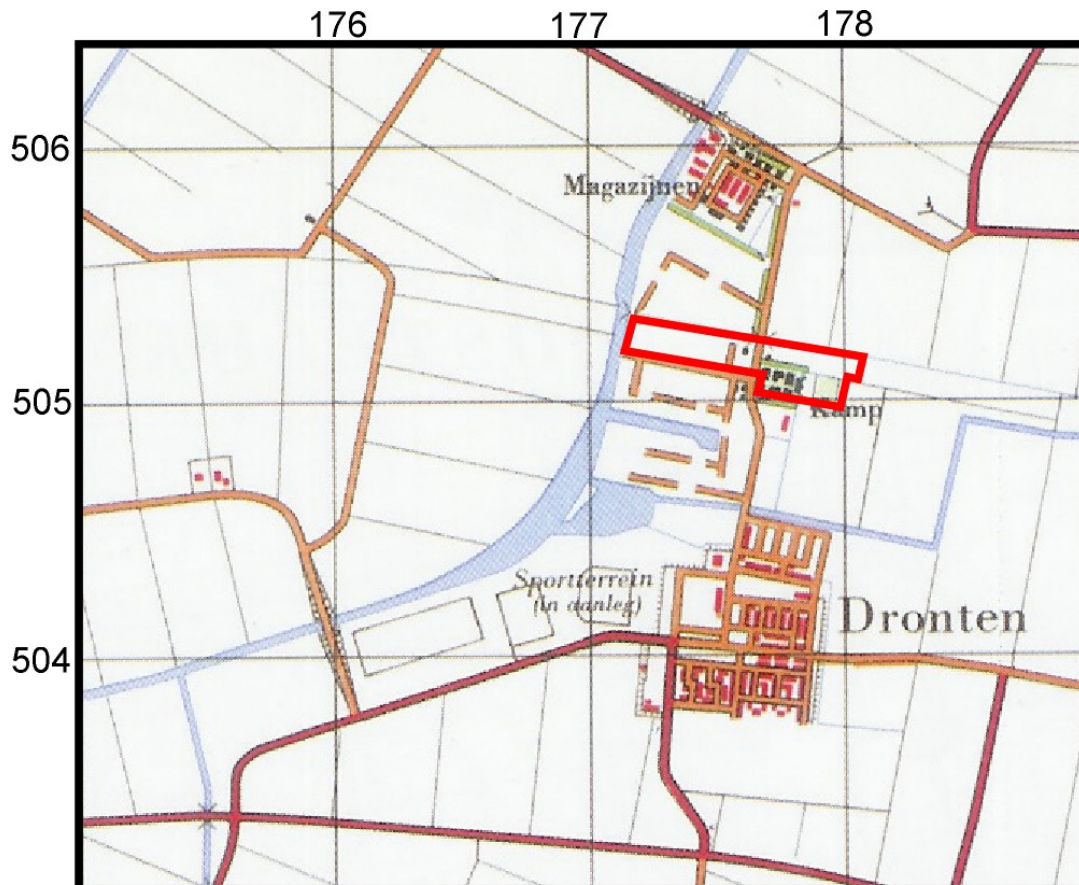 176 177 178
506
Magazijnen
505
Kamp
Sportterrein
(in aanleg)
Dronten
504